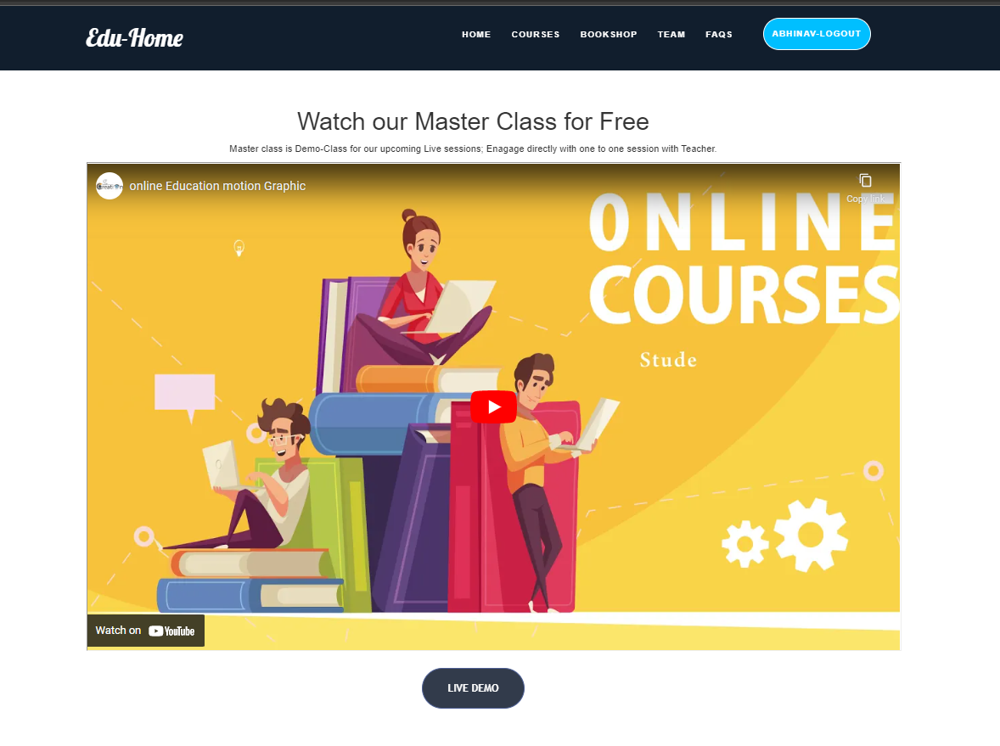 Edu-Home
HOME COURSES BOOKSHOP TEAM FAQS ABHINAV-LOGOUT
Watch our Master Class for Free
Master class is Demo-Class for our upcoming Live sessions; Enagage directly with one to one session with Teacher.
online Education motion Graphic
Copy link
ONLINE
COURSES
Stude
Watch on YouTube
LIVE DEMO